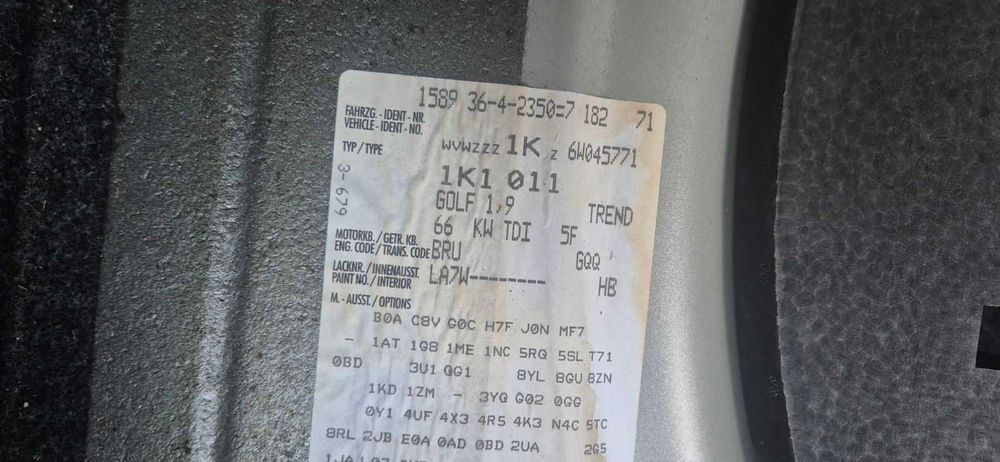 1589 36-4-2350=7 182 71
FAHRZG. - IDENT - NR.
VEHICLE - IDENT - NO.
WVWZZZ 1K Z 6W045771
TYP / TYPE
1K1 011
3- 679
GOLF 1,9 TREND
66 KW TDI 5F
MOTORKB. / GETR. KB.
ENG. CODE / TRANS. CODE BRU GQQ
LACKNR. / INNENAUSST.
PAINT NO. / INTERIOR LA7W-------- HB
M. - AUSST. / OPTIONS
B0A C8V G0C H7F J0N MF7
- 1AT 1G8 1ME 1NC 5RQ 5SL T71
0BD 3U1 QG1 8YL 8GU 8ZN
1KD 1ZM - 3YQ G02 0GG
0Y1 4UF 4X3 4R5 4K3 N4C 5TC
8RL 2JB E0A 0AD 0BD 2UA 2G5